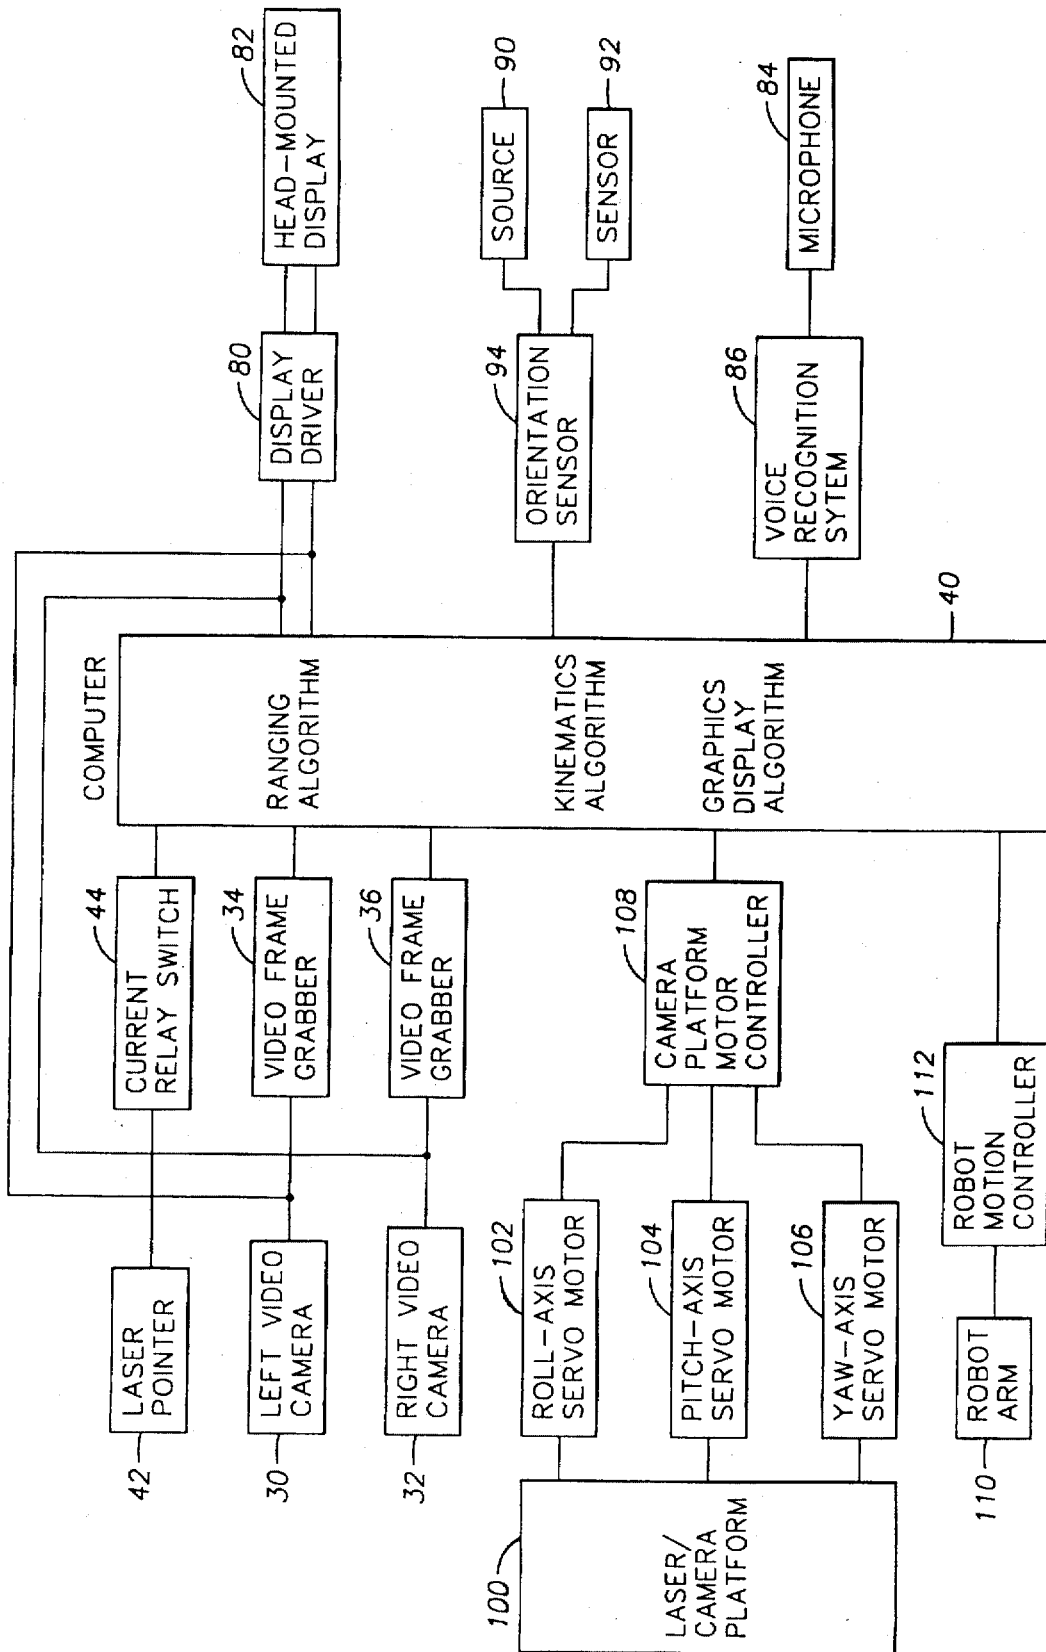 42
LASER
POINTER
44
CURRENT
RELAY SWITCH
30
LEFT VIDEO
CAMERA
34
VIDEO FRAME
GRABBER
32
RIGHT VIDEO
CAMERA
36
VIDEO FRAME
GRABBER
100
LASER/
CAMERA
PLATFORM
102
ROLL-AXIS
SERVO MOTOR
104
PITCH-AXIS
SERVO MOTOR
106
YAW-AXIS
SERVO MOTOR
108
CAMERA
PLATFORM
MOTOR
CONTROLLER
110
ROBOT
ARM
112
ROBOT
MOTION
CONTROLLER
COMPUTER
RANGING
ALGORITHM
KINEMATICS
ALGORITHM
GRAPHICS
DISPLAY
ALGORITHM
40
80
DISPLAY
DRIVER
82
HEAD-MOUNTED
DISPLAY
94
ORIENTATION
SENSOR
SOURCE
90
SENSOR
92
86
VOICE
RECOGNITION
SYTEM
84
MICROPHONE